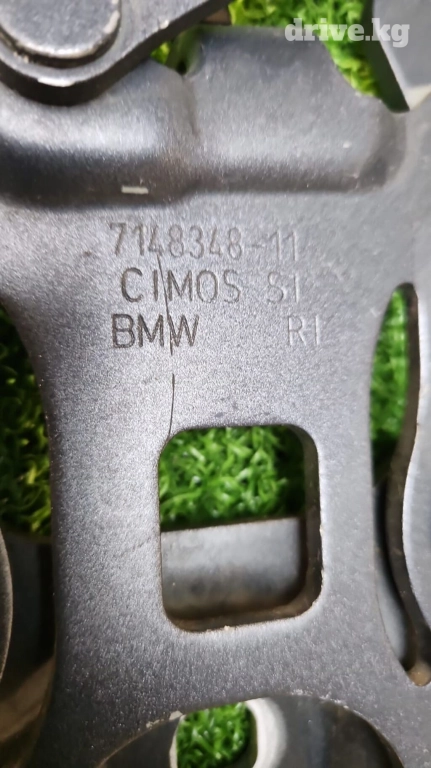 drive.kg
7148348-11
CIMOS SI
BMW RI